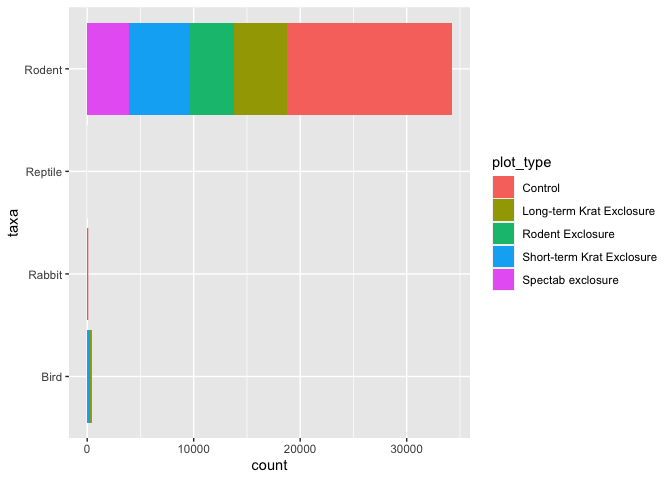 Rodent
Reptile
Rabbit
Bird
taxa
0 10000 20000 30000
count
plot_type
Control
Long-term Krat Exclosure
Rodent Exclosure
Short-term Krat Exclosure
Spectab exclosure